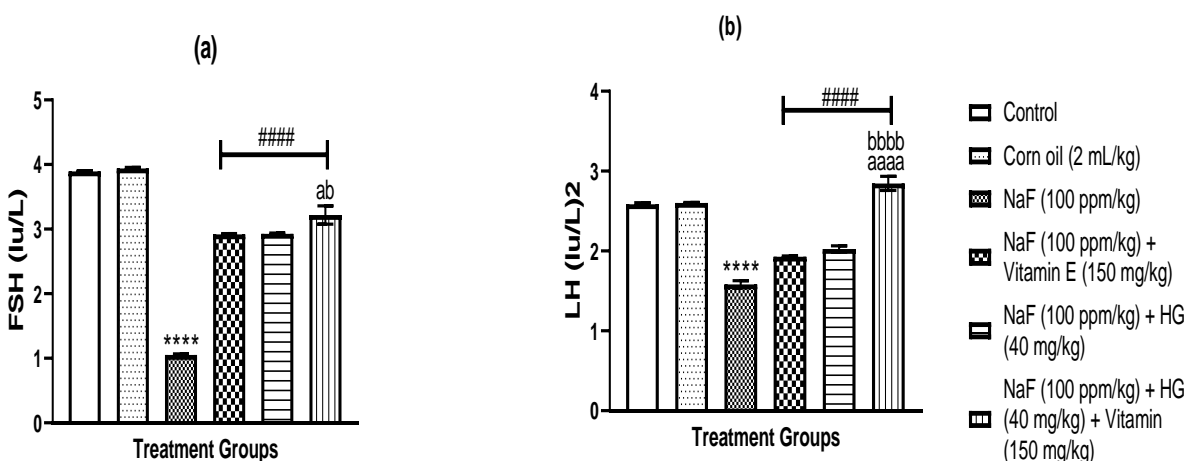 (a)
FSH (Iu/L)
5
4
3
2
1
0
****
####
ab
Treatment Groups
(b)
LH (Iu/L)2
4
3
2
1
0
****
####
bbbb
aaaa
Treatment Groups
Control
Corn oil (2 mL/kg)
NaF (100 ppm/kg)
NaF (100 ppm/kg) +
Vitamin E (150 mg/kg)
NaF (100 ppm/kg) + HG
(40 mg/kg)
NaF (100 ppm/kg) + HG
(40 mg/kg) + Vitamin
(150 mg/kg)